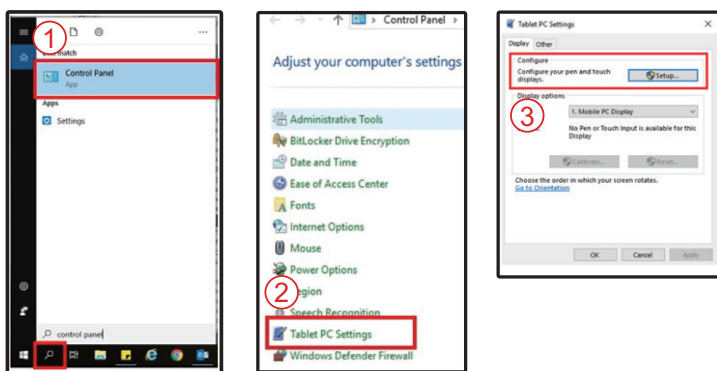 1
Best match
Control Panel
App
Apps
Settings
control panel
Control Panel
Adjust your computer's settings
Administrative Tools
BitLocker Drive Encryption
Date and Time
Ease of Access Center
Fonts
Internet Options
Mouse
Power Options
2
Region
Speech Recognition
Tablet PC Settings
Windows Defender Firewall
Tablet PC Settings
Display Other
Configure
Configure your pen and touch
displays.
Setup...
Display options
3
1. Mobile PC Display
No Pen or Touch Input is available for this
Display
Calibrate...
Reset...
Choose the order in which your screen rotates.
Go to Orientation
OK Cancel Apply